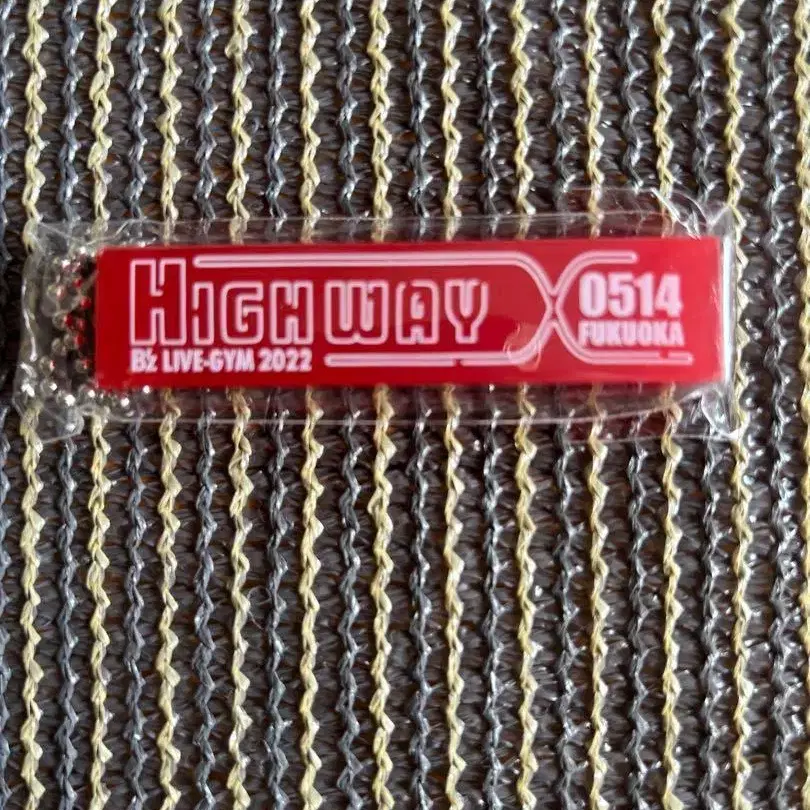 HIGHWAY X
B'z LIVE-GYM 2022
0514
FUKUOKA